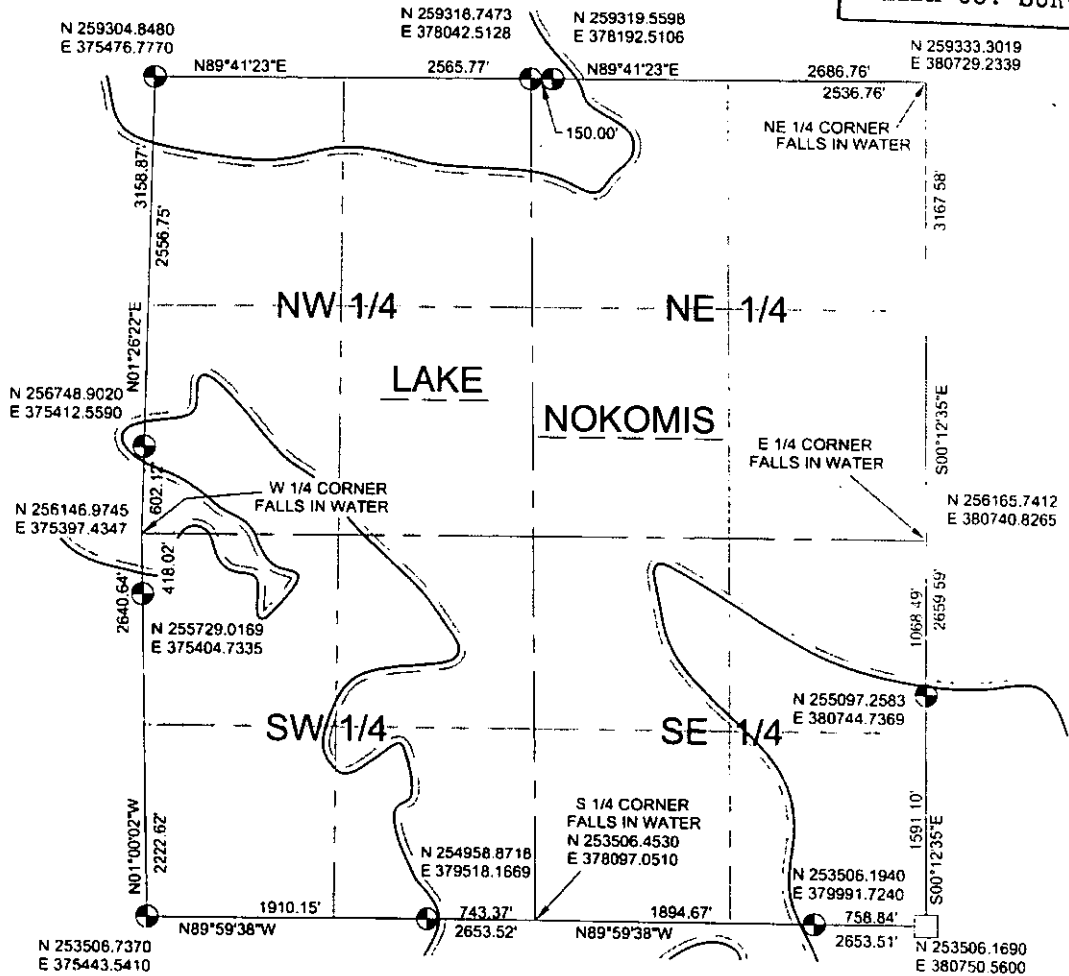 N 259304.8480
E 375476.7770
N 259316.7473
E 378042.5128
N 259319.5598
E 378192.5106
N 259333.3019
E 380729.2339
N89°41'23"E
2565.77'
N89°41'23"E
2686.76'
2536.76'
150.00'
NE 1/4 CORNER
FALLS IN WATER
3158.87'
2556.75'
3167.58'
NW 1/4
NE 1/4
N01°26'22"E
LAKE
NOKOMIS
S00°12'35"E
N 256748.9020
E 375412.5590
E 1/4 CORNER
FALLS IN WATER
602.12'
W 1/4 CORNER
FALLS IN WATER
N 256146.9745
E 375397.4347
N 256165.7412
E 380740.8265
418.02'
2640.64'
1068.49'
2659.59'
N 255729.0169
E 375404.7335
N 255097.2583
E 380744.7369
SW 1/4
SE 1/4
S 1/4 CORNER
FALLS IN WATER
N 253506.4530
E 378097.0510
N01°00'02"W
2222.62'
1591.10'
S00°12'35"E
N 254958.8718
E 379518.1669
N 253506.1940
E 379991.7240
1910.15'
743.37'
1894.67'
758.84'
N89°59'38"W
2653.52'
N89°59'38"W
2653.51'
N 253506.7370
E 375443.5410
N 253506.1690
E 380750.5600